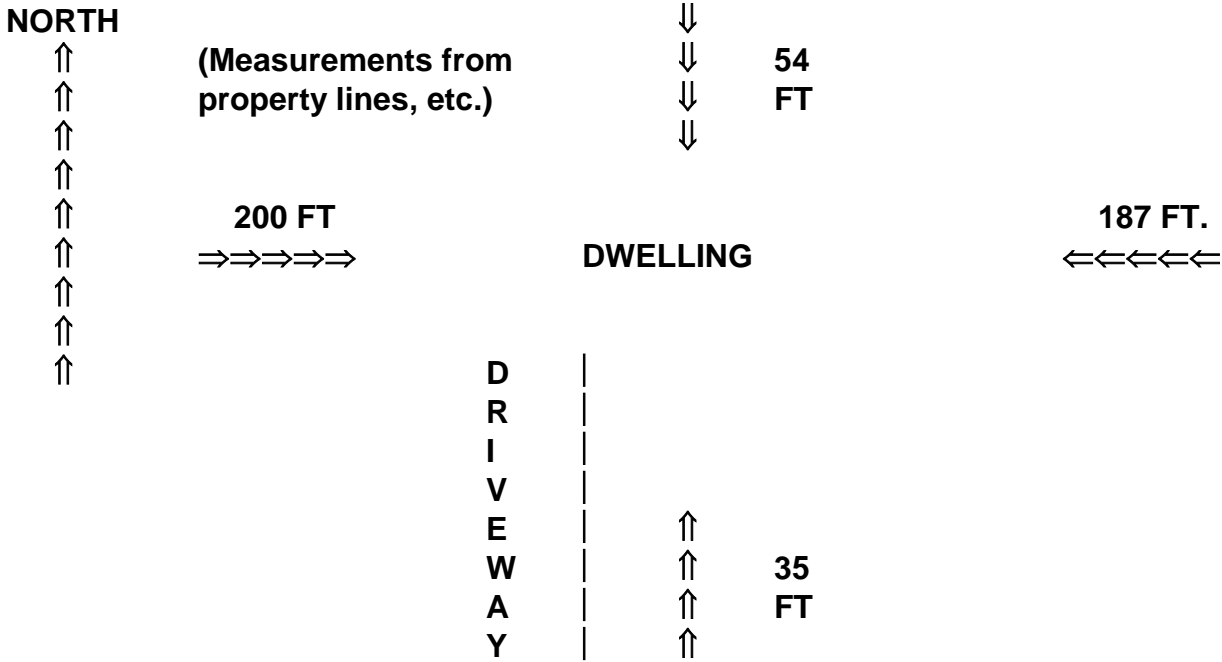 NORTH ⇓
⇑ (Measurements from ⇓ 54
⇑ property lines, etc.) ⇓ FT
⇑ ⇓
⇑
⇑ 200 FT 187 FT.
⇑ ⇒⇒⇒⇒⇒ DWELLING ⇐⇐⇐⇐⇐
⇑
⇑
⇑ D |
R |
I |
V |
E | ⇑
W | ⇑ 35
A | ⇑ FT
Y | ⇑